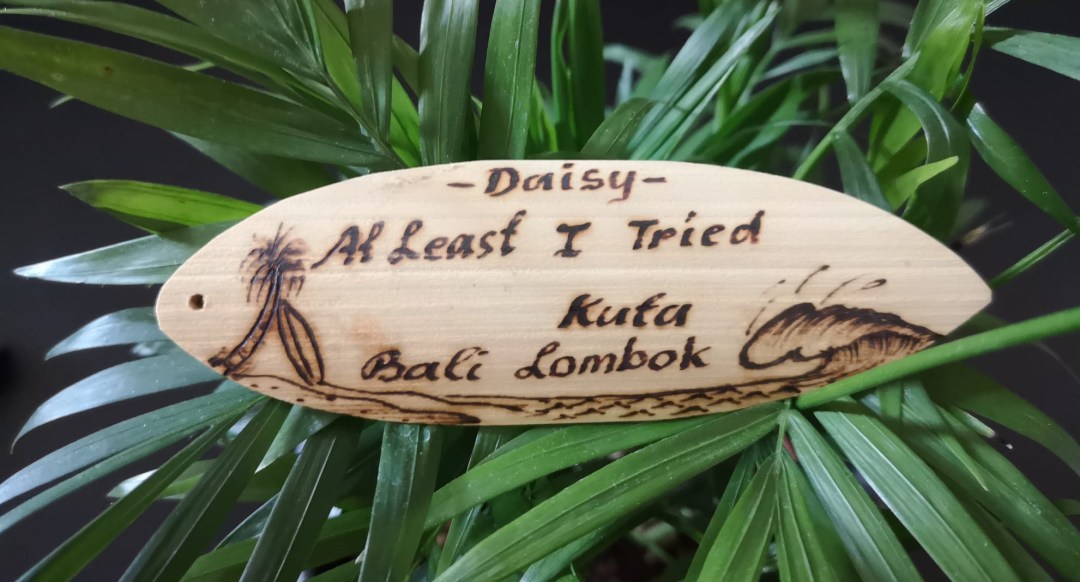 -Daisy-
At Least I Tried
Kuta
Bali Lombok